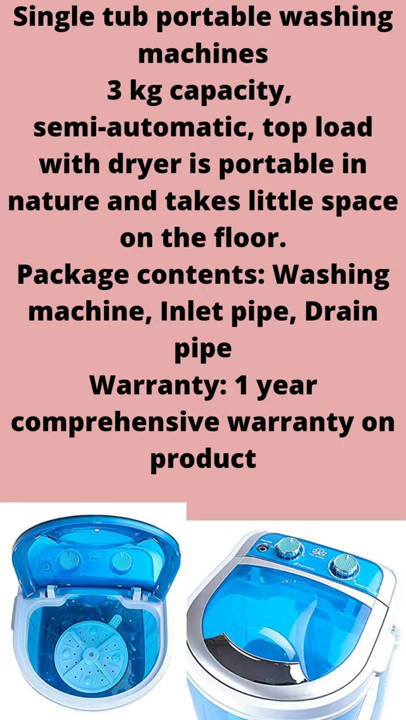 Single tub portable washing
machines
3 kg capacity,
semi-automatic, top load
with dryer is portable in
nature and takes little space
on the floor.
Package contents: Washing
machine, Inlet pipe, Drain
pipe
Warranty: 1 year
comprehensive warranty on
product